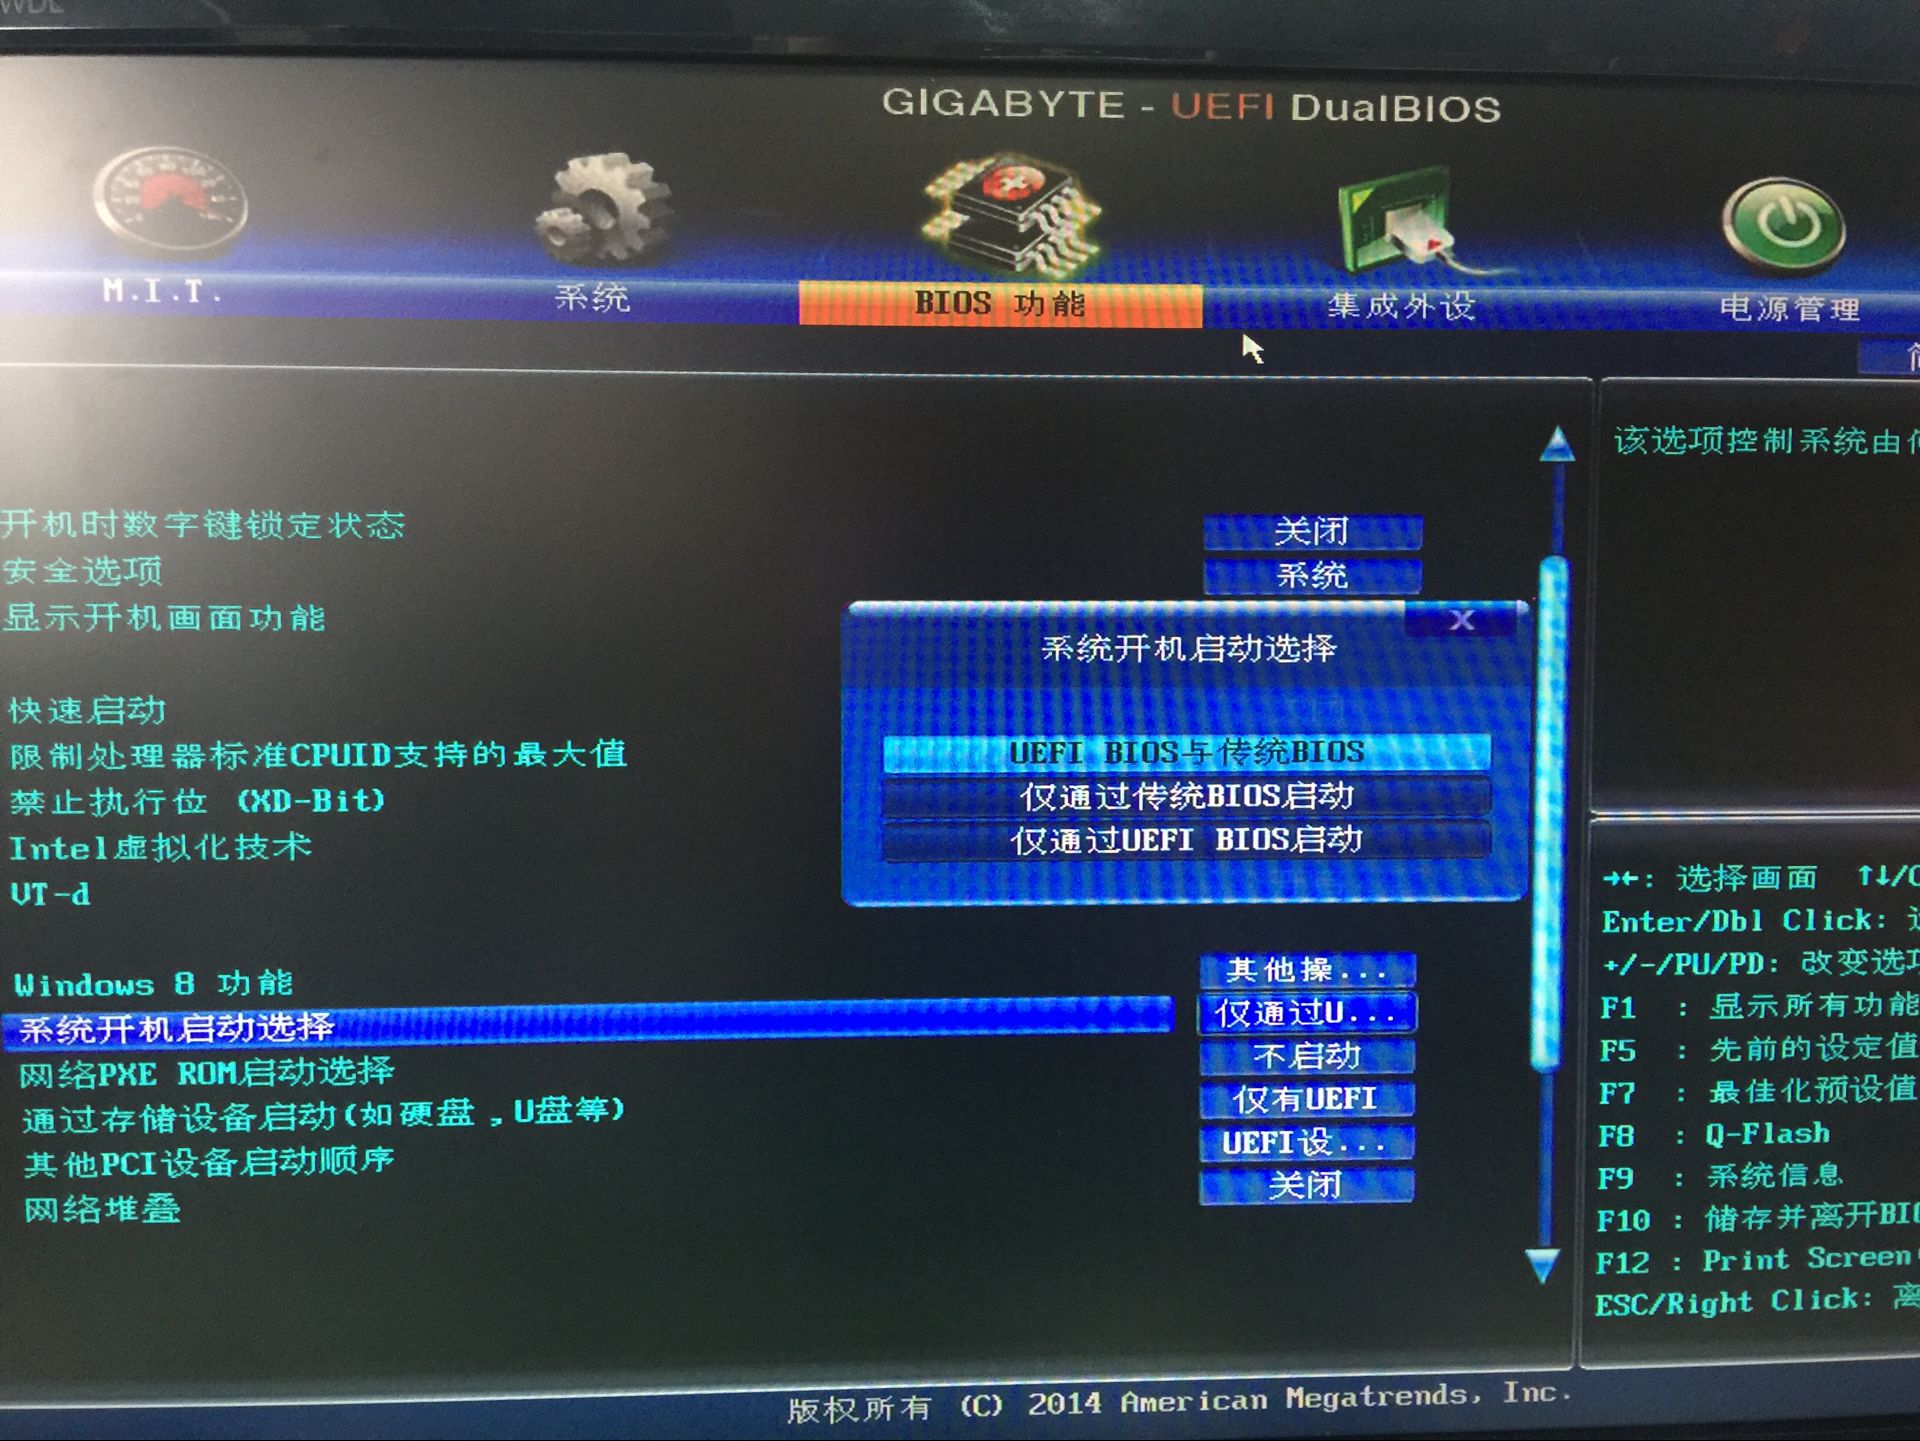 GIGABYTE - UEFI DualBIOS
M.I.T.
系统
BIOS 功能
集成外设
电源管理
该选项控制系统由
开机时数字键锁定状态
关闭
安全选项
系统
显示开机画面功能
X
系统开机启动选择
快速启动
UEFI BIOS与传统BIOS
限制处理器标准CPUID支持的最大值
仅通过传统BIOS启动
禁止执行位 (XD-Bit)
仅通过UEFI BIOS启动
Intel虚拟化技术
VT-d
Windows 8 功能
其他操...
系统开机启动选择
仅通过U...
网络PXE ROM启动选择
不启动
通过存储设备启动(如硬盘,U盘等)
仅有UEFI
其他PCI设备启动顺序
UEFI设...
网络堆叠
关闭
→←: 选择画面 ↑↓/C
Enter/Dbl Click:
+/-/PU/PD: 改变选项
F1 : 显示所有功能
F5 : 先前的设定值
F7 : 最佳化预设值
F8 : Q-Flash
F9 : 系统信息
F10 : 储存并离开BIO
F12 : Print Screen
ESC/Right Click: 离
版权所有 (C) 2014 American Megatrends, Inc.